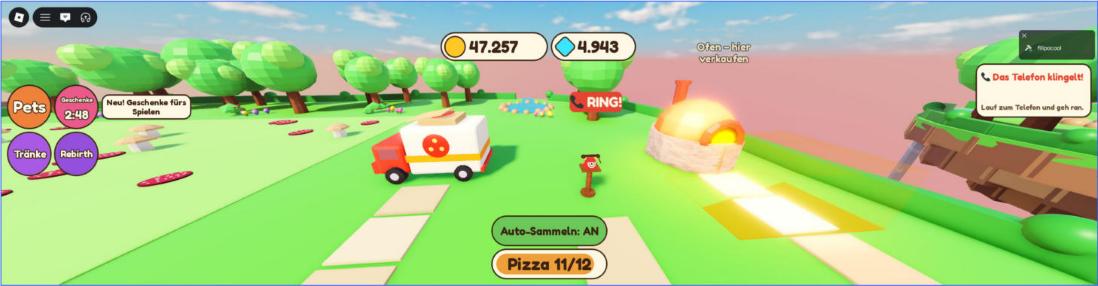 47.257
4.943
Ofen – hier
verkaufen
filipocool
Pets
Geschenke
2:48
Neu! Geschenke fürs
Spielen
RING!
Das Telefon klingelt!
Lauf zum Telefon und geh ran.
Tränke
Rebirth
Auto-Sammeln: AN
Pizza 11/12